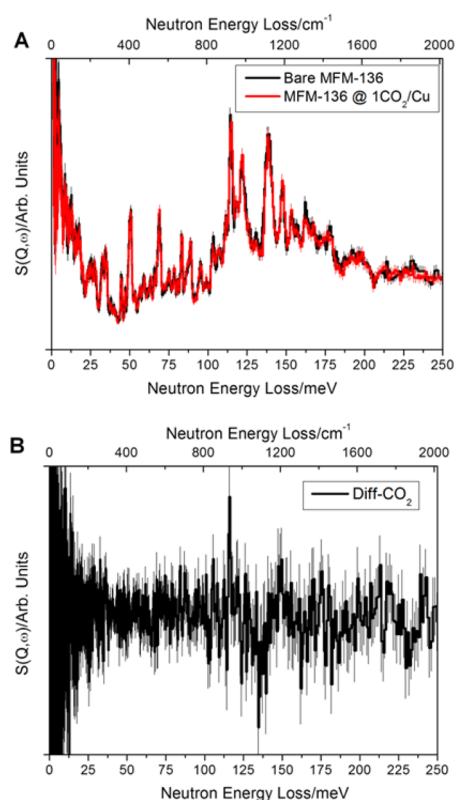 Neutron Energy Loss/cm-1
A
0 400 800 1200 1600 2000
Bare MFM-136
MFM-136 @ 1CO2/Cu
S(Q,ω)/Arb. Units
0 25 50 75 100 125 150 175 200 225 250
Neutron Energy Loss/meV
B
Neutron Energy Loss/cm-1
0 400 800 1200 1600 2000
Diff-CO2
S(Q,ω)/Arb. Units
0 25 50 75 100 125 150 175 200 225 250
Neutron Energy Loss/meV